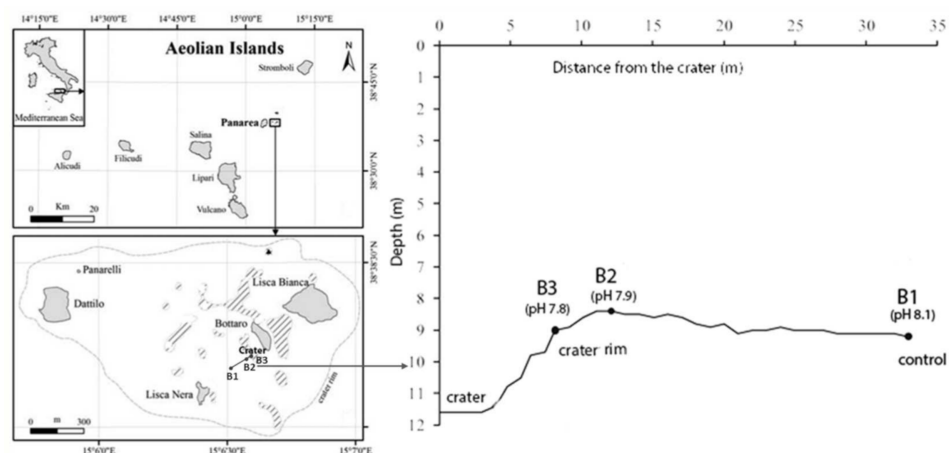 14°15'0"E 14°30'0"E 14°45'0"E 15°0'0"E 15°15'0"E
Aeolian Islands
N
Stromboli
38°45'0"N
Mediterranean Sea
Panarea
Salina
Filicudi
Alicudi
Lipari
38°30'0"N
Vulcano
Km
0 20
38°38'30"N
Panarelli
Lisca Bianca
Dattilo
Bottaro
Crater
B3
B2
B1
Lisca Nera
crater rim
m
0 300
15°6'0"E 15°6'30"E 15°7'0"E
0 5 10 15 20 25 30 35
Distance from the crater (m)
Depth (m)
0
1
2
3
4
5
6
7
8
9
10
11
12
B3
(pH 7.8)
B2
(pH 7.9)
B1
(pH 8.1)
crater rim
control
crater